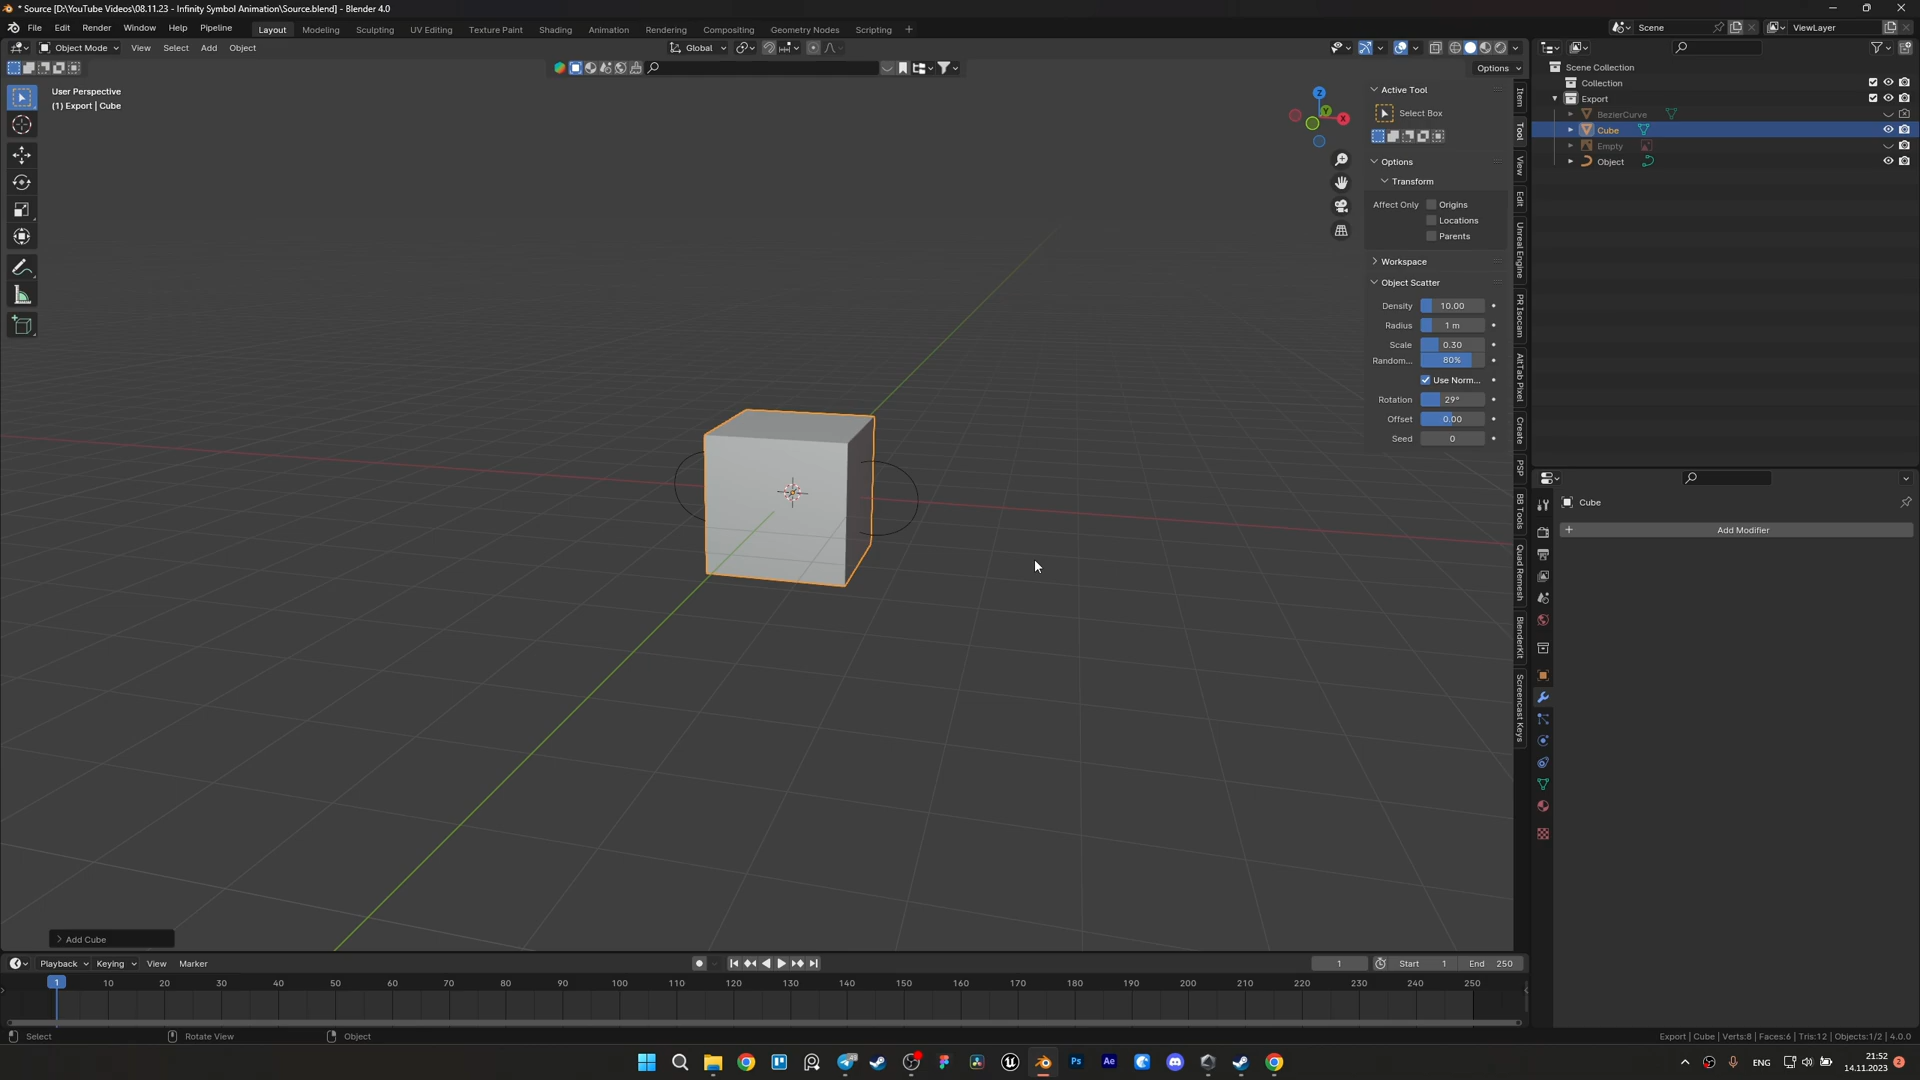 * Source [D:\YouTube Videos\08.11.23 - Infinity Symbol Animation\Source.blend] - Blender 4.0
File Edit Render Window Help Pipeline Layout Modeling Sculpting UV Editing Texture Paint Shading Animation Rendering Compositing Geometry Nodes Scripting + Scene ViewLayer
Object Mode View Select Add Object Global
Options
User Perspective
(1) Export | Cube
Z
Y
X
Active Tool
Select Box
Options
Transform
Affect Only Origins
Locations
Parents
Workspace
Object Scatter
Density 10.00
Radius 1 m
Scale 0.30
Random... 80%
Use Norm...
Rotation 29°
Offset 0.00
Seed 0
Item
Tool
View
Edit
Unreal Engine
PR Isocam
AltTab Pixel
Create
PSP
BB Tools
Quad Remesh
BlenderKit
Screencast Keys
Scene Collection
Collection
Export
BezierCurve
Cube
Empty
Object
Cube
+ Add Modifier
Add Cube
Playback Keying View Marker 1 Start 1 End 250
1 10 20 30 40 50 60 70 80 90 100 110 120 130 140 150 160 170 180 190 200 210 220 230 240 250
Select Rotate View Object Export | Cube | Verts:8 | Faces:6 | Tris:12 | Objects:1/2 | 4.0.0
Ps Ae ENG 21:52
14.11.2023